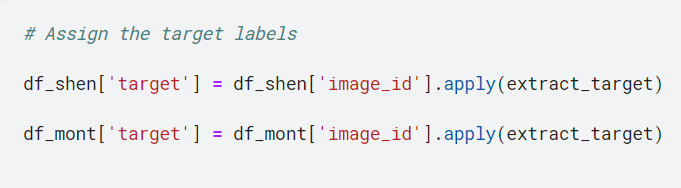 # Assign the target labels
df_shen['target'] = df_shen['image_id'].apply(extract_target)
df_mont['target'] = df_mont['image_id'].apply(extract_target)